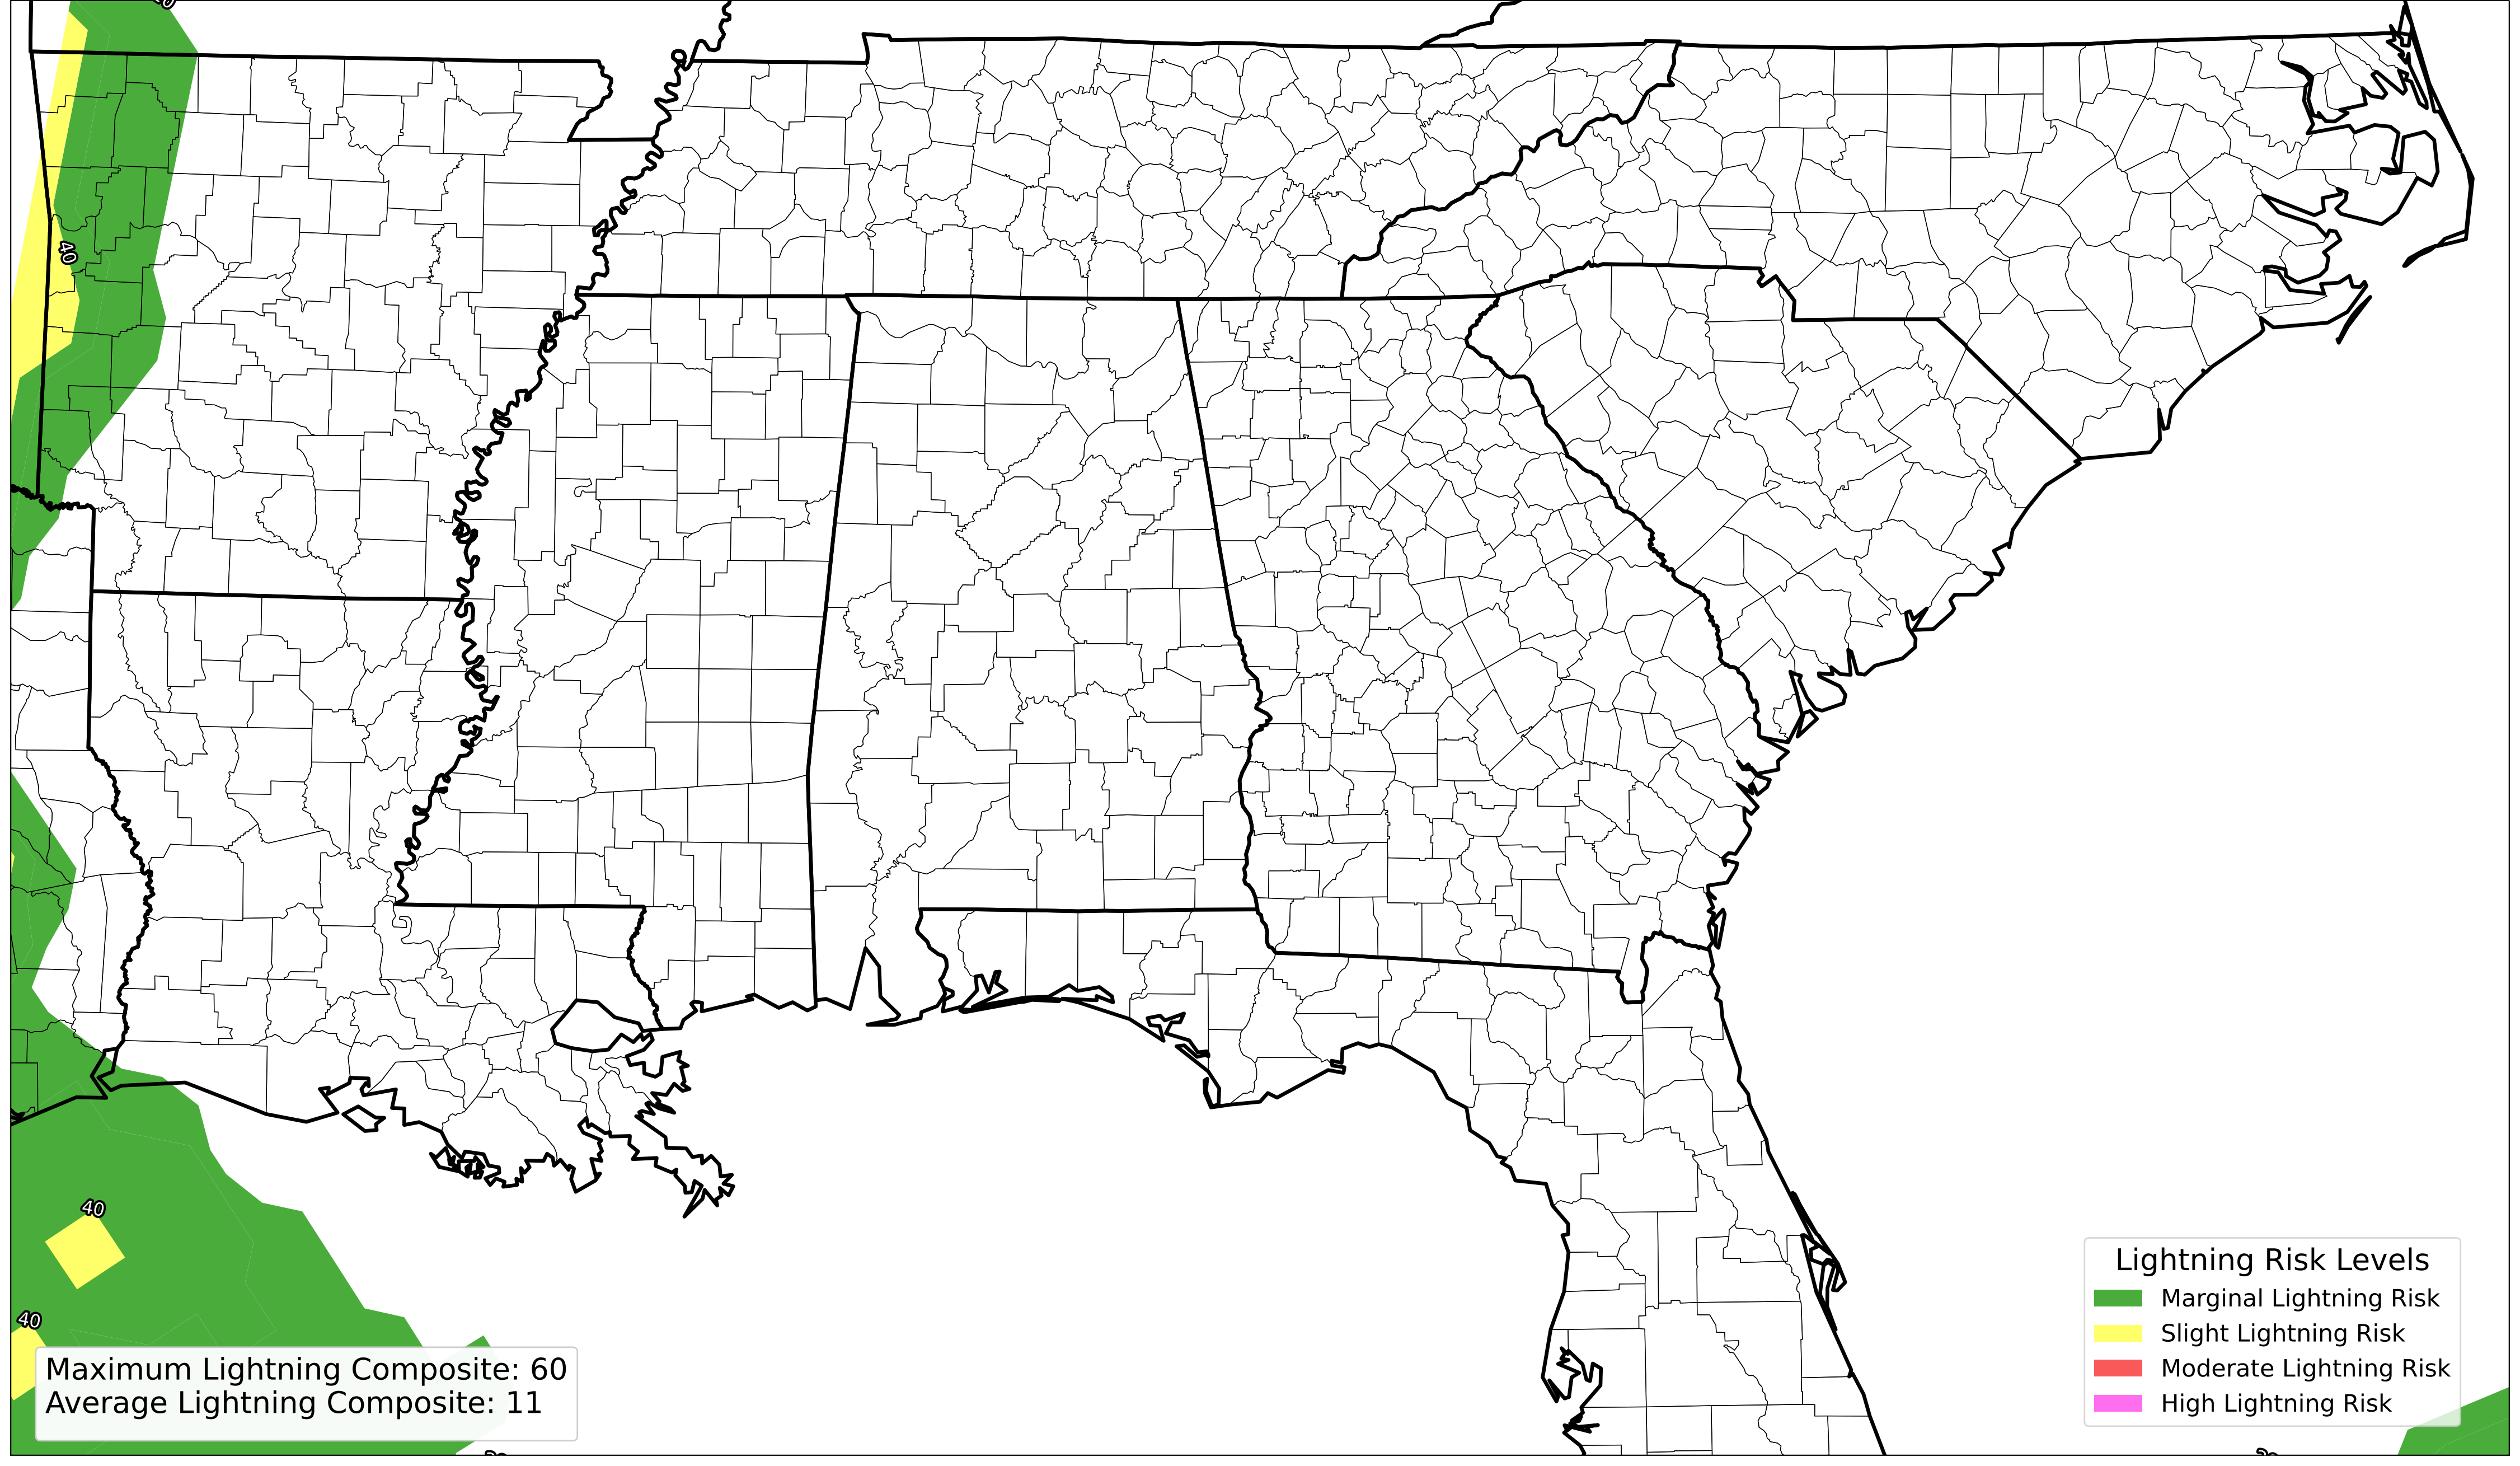 40
40
40
Maximum Lightning Composite: 60
Average Lightning Composite: 11
Lightning Risk Levels
Marginal Lightning Risk
Slight Lightning Risk
Moderate Lightning Risk
High Lightning Risk